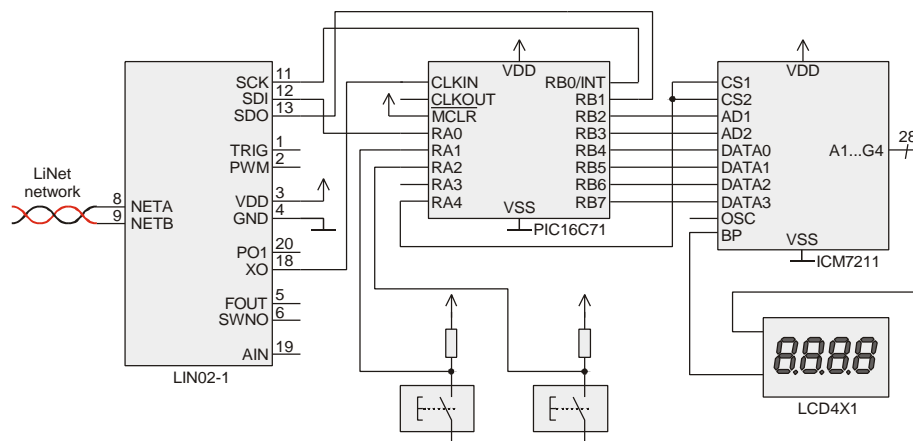 LiNet
network
8
9
NETA
NETB
SCK
SDI
SDO
TRIG
PWM
VDD
GND
PO1
XO
FOUT
SWNO
AIN
11
12
13
1
2
3
4
20
18
5
6
19
LIN02-1
VDD
CLKIN
CLKOUT
MCLR
RA0
RA1
RA2
RA3
RA4
RB0/INT
RB1
RB2
RB3
RB4
RB5
RB6
RB7
VSS
PIC16C71
VDD
CS1
CS2
AD1
AD2
DATA0
DATA1
DATA2
DATA3
OSC
BP
A1...G4
28
VSS
ICM7211
8.8.8.8
LCD4X1